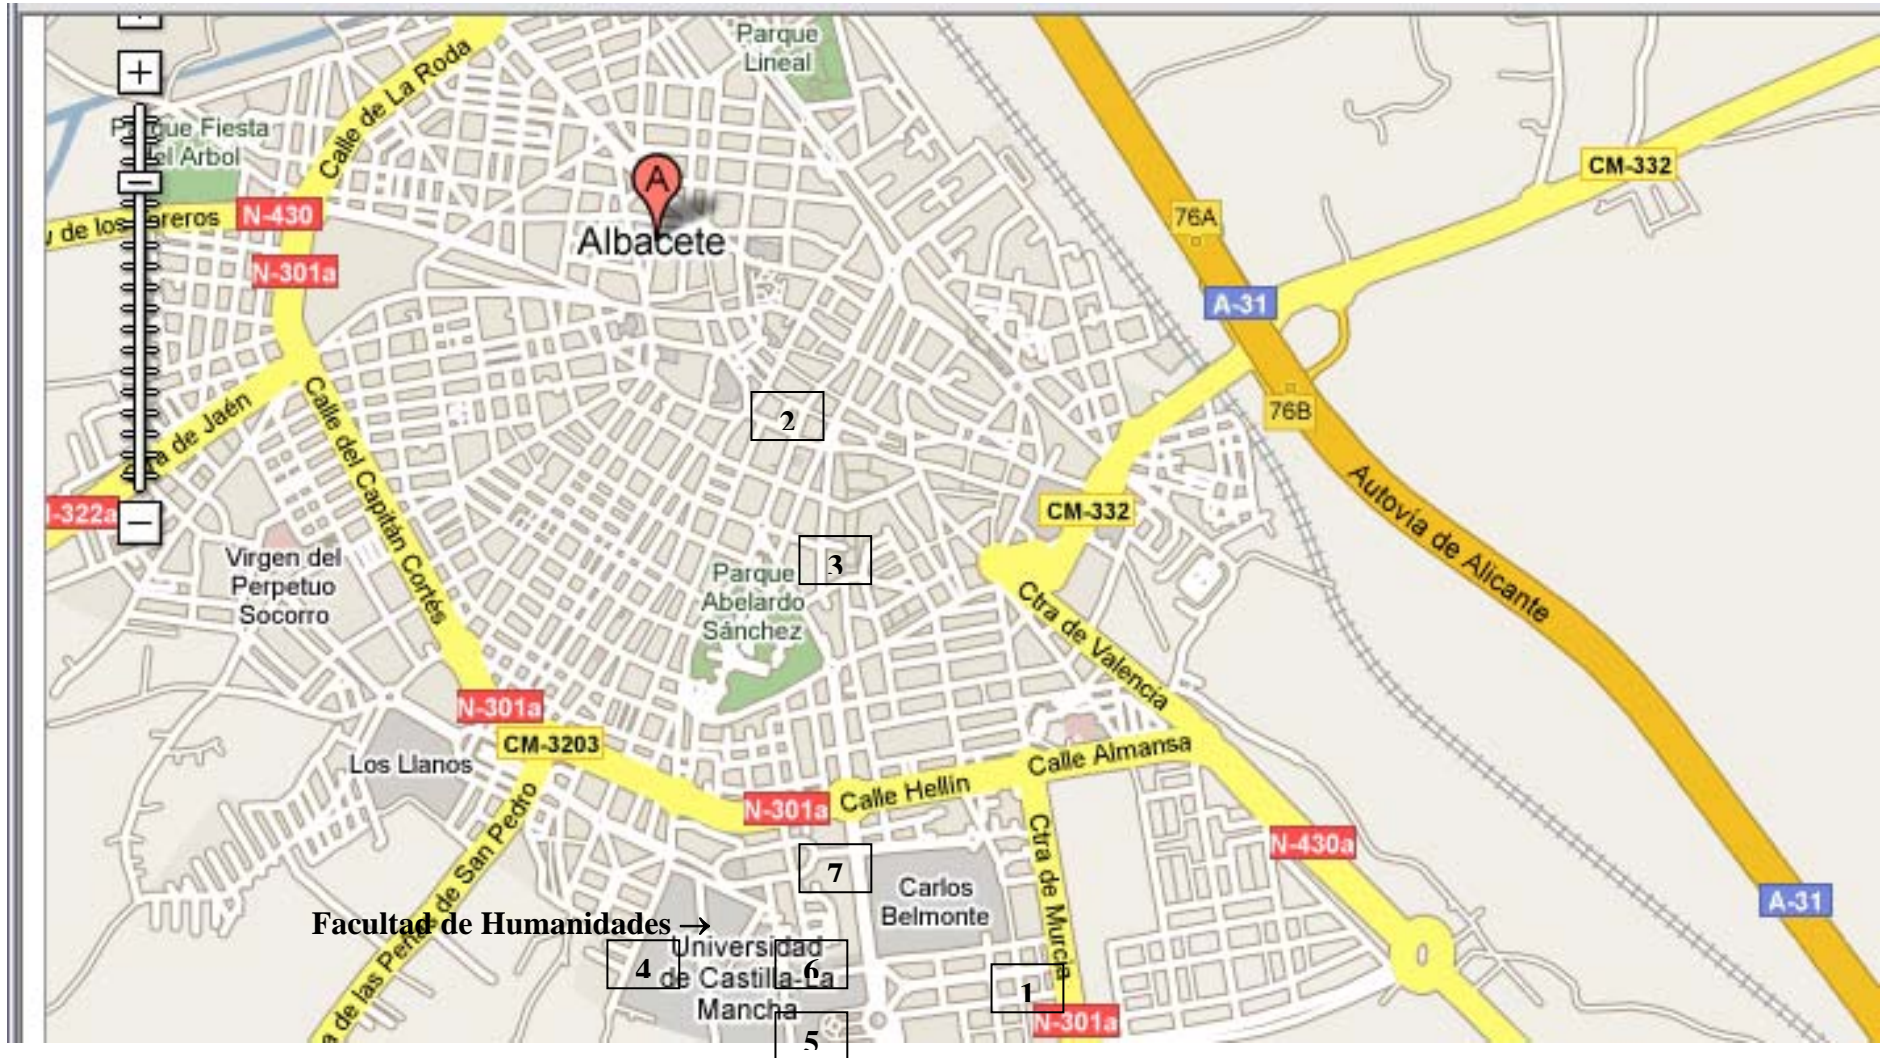 Parque
Lineal
Calle de La Roda
Fiesta
Arbol
CM-332
N-430
de los
A
Albacete
76A
N-301a
A-31
Calle del Capitán Cortés
de Jaén
2
76B
-322a
CM-332
Autovía de Alicante
Virgen del
Perpetuo
Socorro
3
Parque
Abelardo
Sánchez
Ctra de Valencia
N-301a
CM-3203
Los Llanos
Calle Almansa
Calle Hellín
N-301a
Ctra de Murcia
N-430a
7
Carlos
Belmonte
A-31
de las Peñas de San Pedro
Facultad de Humanidades →
Universidad
de Castilla-La
Mancha
4
6
1
N-301a
5